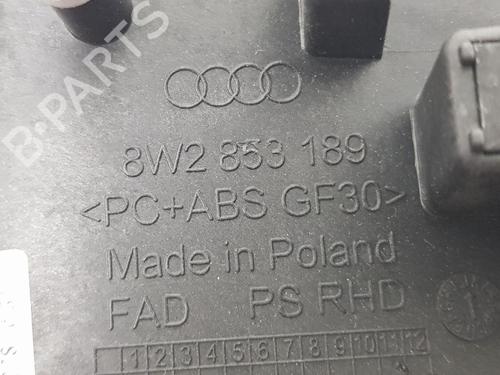 B-PARTS
8W2 853 189
<PC+ABS GF30>
Made in Poland
FAD PS RHD
1 2 3 4 5 6 7 8 9 10 11 12